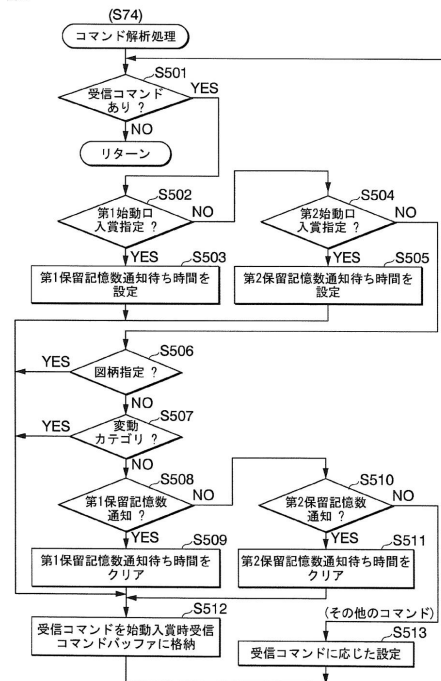 (S74)
コマンド解析処理
S501
受信コマンド
あり ?
YES
NO
リターン
S502
第1始動口
入賞指定 ?
NO
YES
S503
第1保留記憶数通知待ち時間を
設定
S504
第2始動口
入賞指定 ?
NO
YES
S505
第2保留記憶数通知待ち時間を
設定
S506
図柄指定 ?
YES
NO
S507
変動
カテゴリ ?
YES
NO
S508
第1保留記憶数
通知 ?
NO
YES
S509
第1保留記憶数通知待ち時間を
クリア
S510
第2保留記憶数
通知 ?
NO
YES
S511
第2保留記憶数通知待ち時間を
クリア
S512
受信コマンドを始動入賞時受信
コマンドバッファに格納
(その他のコマンド)
S513
受信コマンドに応じた設定